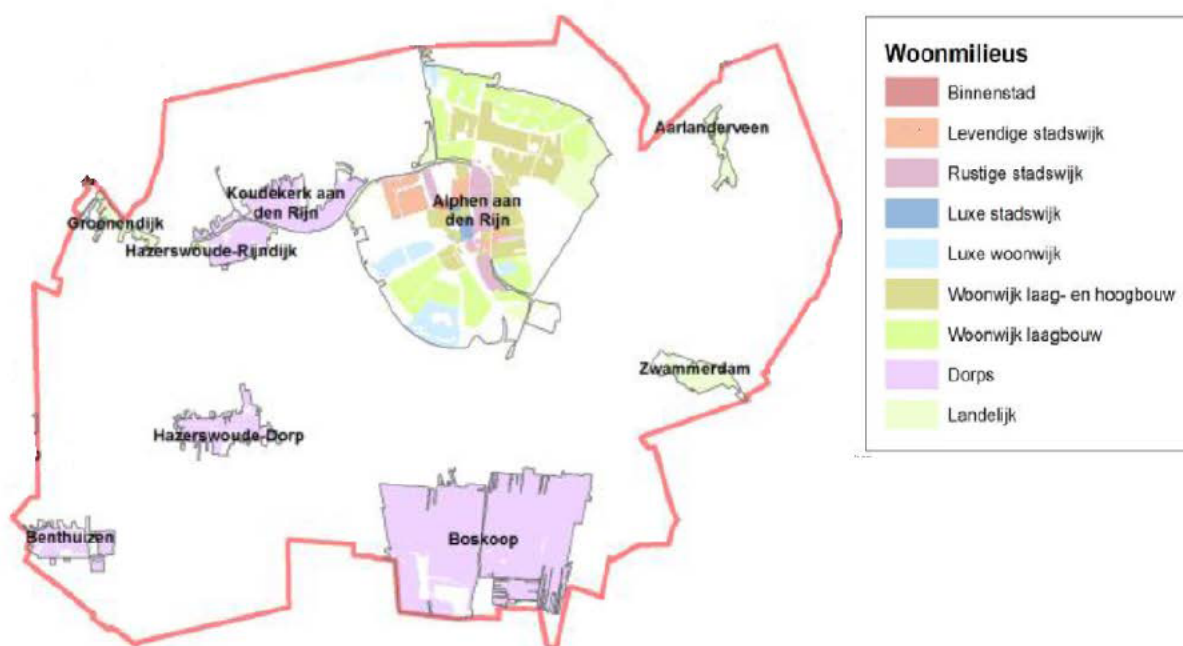 Aarlanderveen
Koudekerk aan
den Rijn
Alphen aan
den Rijn
Groenendijk
Hazerswoude-Rijndijk
Zwammerdam
Hazerswoude-Dorp
Benthuizen
Boskoop
Woonmilieus
Binnenstad
Levendige stadswijk
Rustige stadswijk
Luxe stadswijk
Luxe woonwijk
Woonwijk laag- en hoogbouw
Woonwijk laagbouw
Dorps
Landelijk